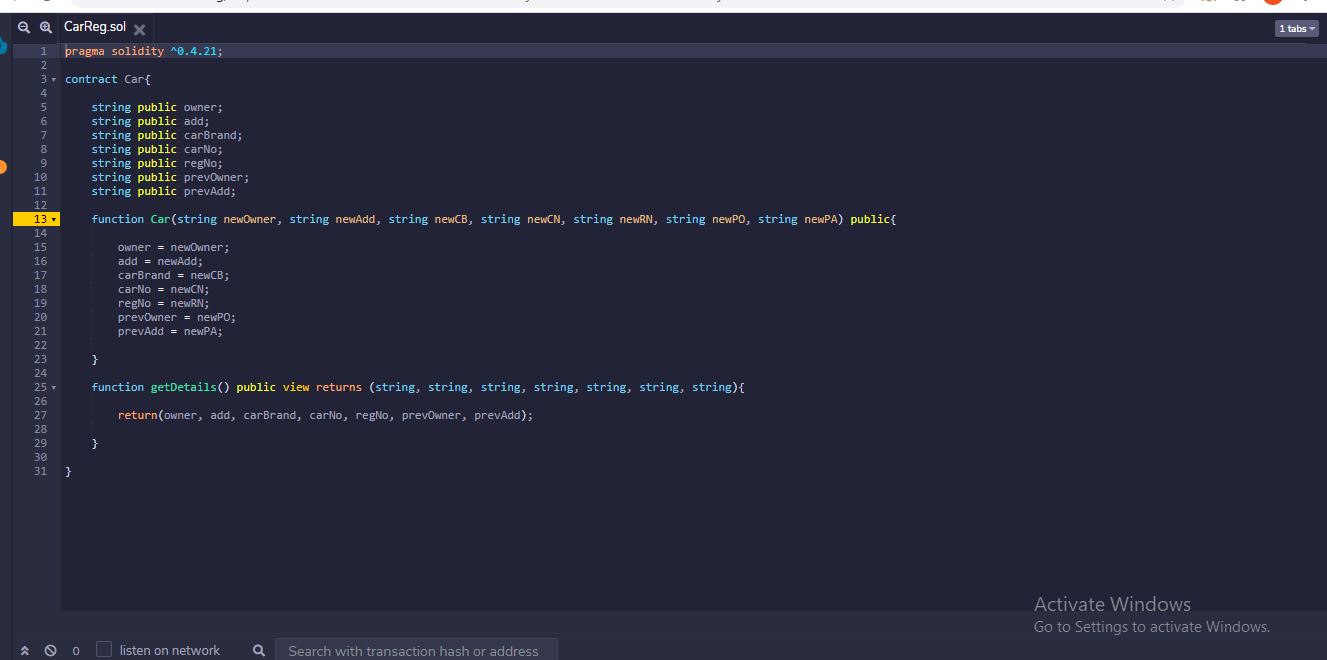 CarReg.sol
1 tabs
1 pragma solidity ^0.4.21;
2
3 contract Car{
4
5 string public owner;
6 string public add;
7 string public carBrand;
8 string public carNo;
9 string public regNo;
10 string public prevOwner;
11 string public prevAdd;
12
13 function Car(string newOwner, string newAdd, string newCB, string newCN, string newRN, string newPO, string newPA) public{
14
15 owner = newOwner;
16 add = newAdd;
17 carBrand = newCB;
18 carNo = newCN;
19 regNo = newRN;
20 prevOwner = newPO;
21 prevAdd = newPA;
22
23 }
24
25 function getDetails() public view returns (string, string, string, string, string, string, string){
26
27 return(owner, add, carBrand, carNo, regNo, prevOwner, prevAdd);
28
29 }
30
31 }
Activate Windows
Go to Settings to activate Windows.
0 listen on network Search with transaction hash or address